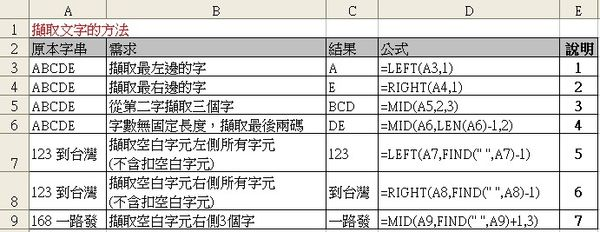 A B C D E
1 擷取文字的方法
2 原本字串 需求 結果 公式 說明
3 ABCDE 擷取最左邊的字 A =LEFT(A3,1) 1
4 ABCDE 擷取最右邊的字 E =RIGHT(A4,1) 2
5 ABCDE 從第二字擷取三個字 BCD =MID(A5,2,3) 3
6 ABCDE 字數無固定長度，擷取最後兩碼 DE =MID(A6,LEN(A6)-1,2) 4
7 123 到台灣 擷取空白字元左側所有字元 123 =LEFT(A7,FIND(" ",A7)-1) 5
(不含扣空白字元)
8 123 到台灣 擷取空白字元右側所有字元 到台灣 =RIGHT(A8,FIND(" ",A8)-1) 6
(不含扣空白字元)
9 168 一路發 擷取空白字元右側3個字 一路發 =MID(A9,FIND(" ",A9)+1,3) 7